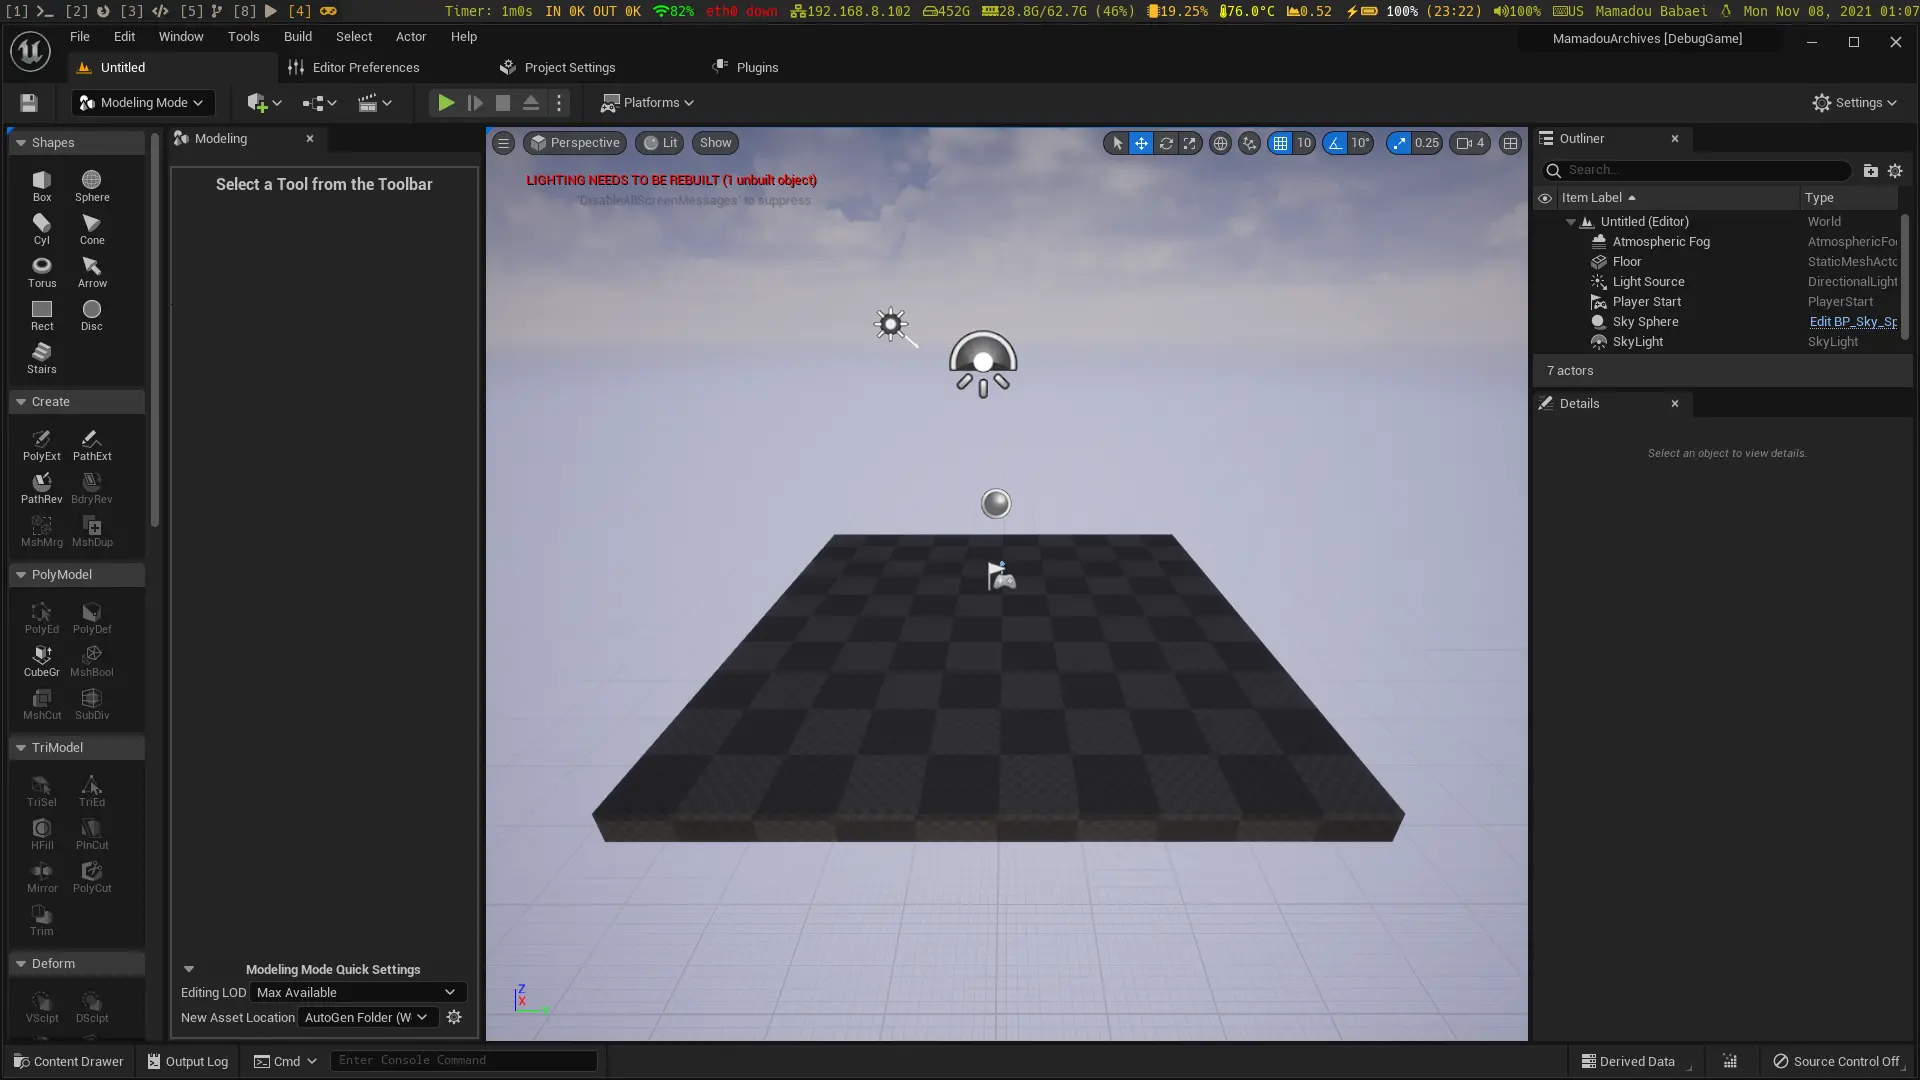 [1] [2] [3] [5] [8] [4] Timer: 1m0s IN 0K OUT 0K 82% eth0 down 192.168.8.102 452G 28.8G/62.7G (46%) 19.25% 76.0°C 0.52 100% (23:22) 100% US Mamadou Babaei Mon Nov 08, 2021 01:07
File Edit Window Tools Build Select Actor Help
MamadouArchives [DebugGame]
Untitled Editor Preferences Project Settings Plugins
Modeling Mode Platforms Settings
Shapes
Box Sphere
Cyl Cone
Torus Arrow
Rect Disc
Stairs
Create
PolyExt PathExt
PathRev BdryRev
MshMrg MshDup
PolyModel
PolyEd PolyDef
CubeGr MshBool
MshCut SubDiv
TriModel
TriSel TriEd
HFill PlnCut
Mirror PolyCut
Trim
Deform
VSclpt DSclpt
Modeling
Select a Tool from the Toolbar
Modeling Mode Quick Settings
Editing LOD Max Available
New Asset Location AutoGen Folder (W
Perspective Lit Show
10 10° 0.25 4
LIGHTING NEEDS TO BE REBUILT (1 unbuilt object)
'DisableAllScreenMessages' to suppress
Z
X
Outliner
Search...
Item Label Type
Untitled (Editor) World
Atmospheric Fog AtmosphericFo
Floor StaticMeshActo
Light Source DirectionalLight
Player Start PlayerStart
Sky Sphere Edit BP_Sky_Sp
SkyLight SkyLight
7 actors
Details
Select an object to view details.
Content Drawer Output Log Cmd Enter Console Command
Derived Data Source Control Off